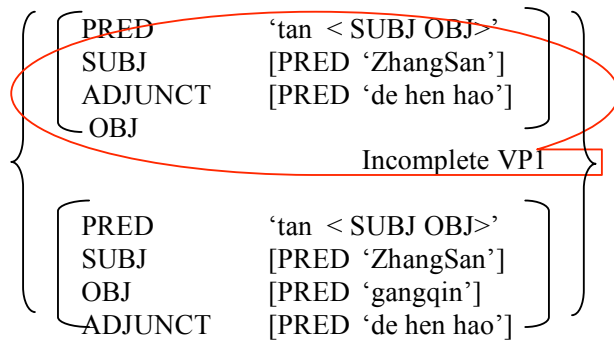 PRED ‘tan < SUBJ OBJ>’
SUBJ [PRED ‘ZhangSan’]
ADJUNCT [PRED ‘de hen hao’]
OBJ
Incomplete VP1
PRED ‘tan < SUBJ OBJ>’
SUBJ [PRED ‘ZhangSan’]
OBJ [PRED ‘gangqin’]
ADJUNCT [PRED ‘de hen hao’]